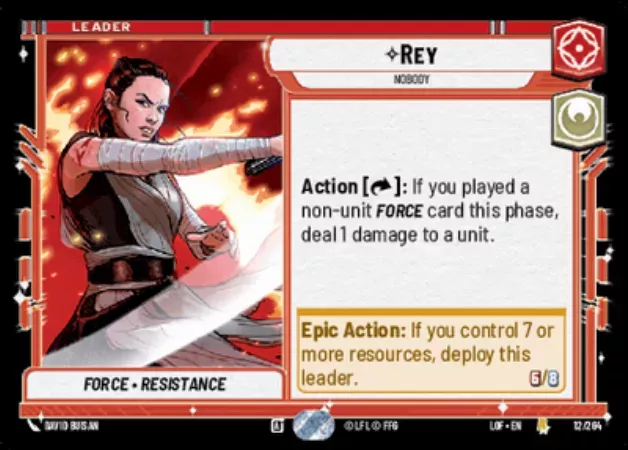 LEADER
REY
NOBODY
Action [ ]: If you played a
non-unit FORCE card this phase,
deal 1 damage to a unit.
Epic Action: If you control 7 or
more resources, deploy this
leader.
6/8
FORCE • RESISTANCE
DAVID BUISAN
A
© LFL © FFG
LOF • EN
12/264